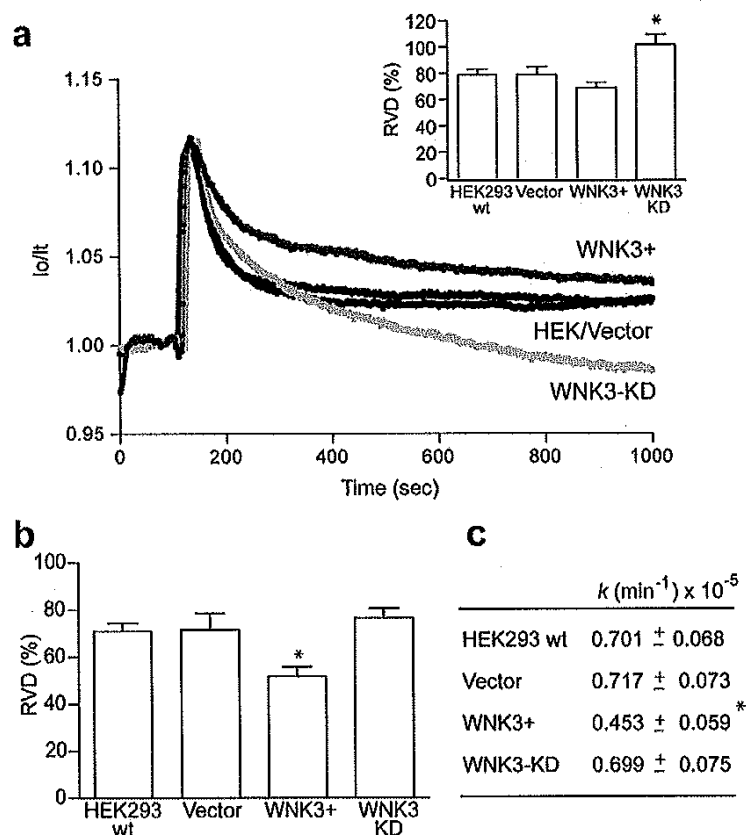 a
*
RVD (%)
120
100
80
60
40
20
0
HEK293
wt
Vector
WNK3+
WNK3
KD
Io/It
1.15
1.10
1.05
1.00
0.95
WNK3+
HEK/Vector
WNK3-KD
0
200
400
600
800
1000
Time (sec)
b
RVD (%)
100
80
60
40
20
0
*
HEK293
wt
Vector
WNK3+
WNK3
KD
c
k (min⁻¹) x 10⁻⁵
HEK293 wt 0.701 ± 0.068
Vector 0.717 ± 0.073
WNK3+ 0.453 ± 0.059 *
WNK3-KD 0.699 ± 0.075